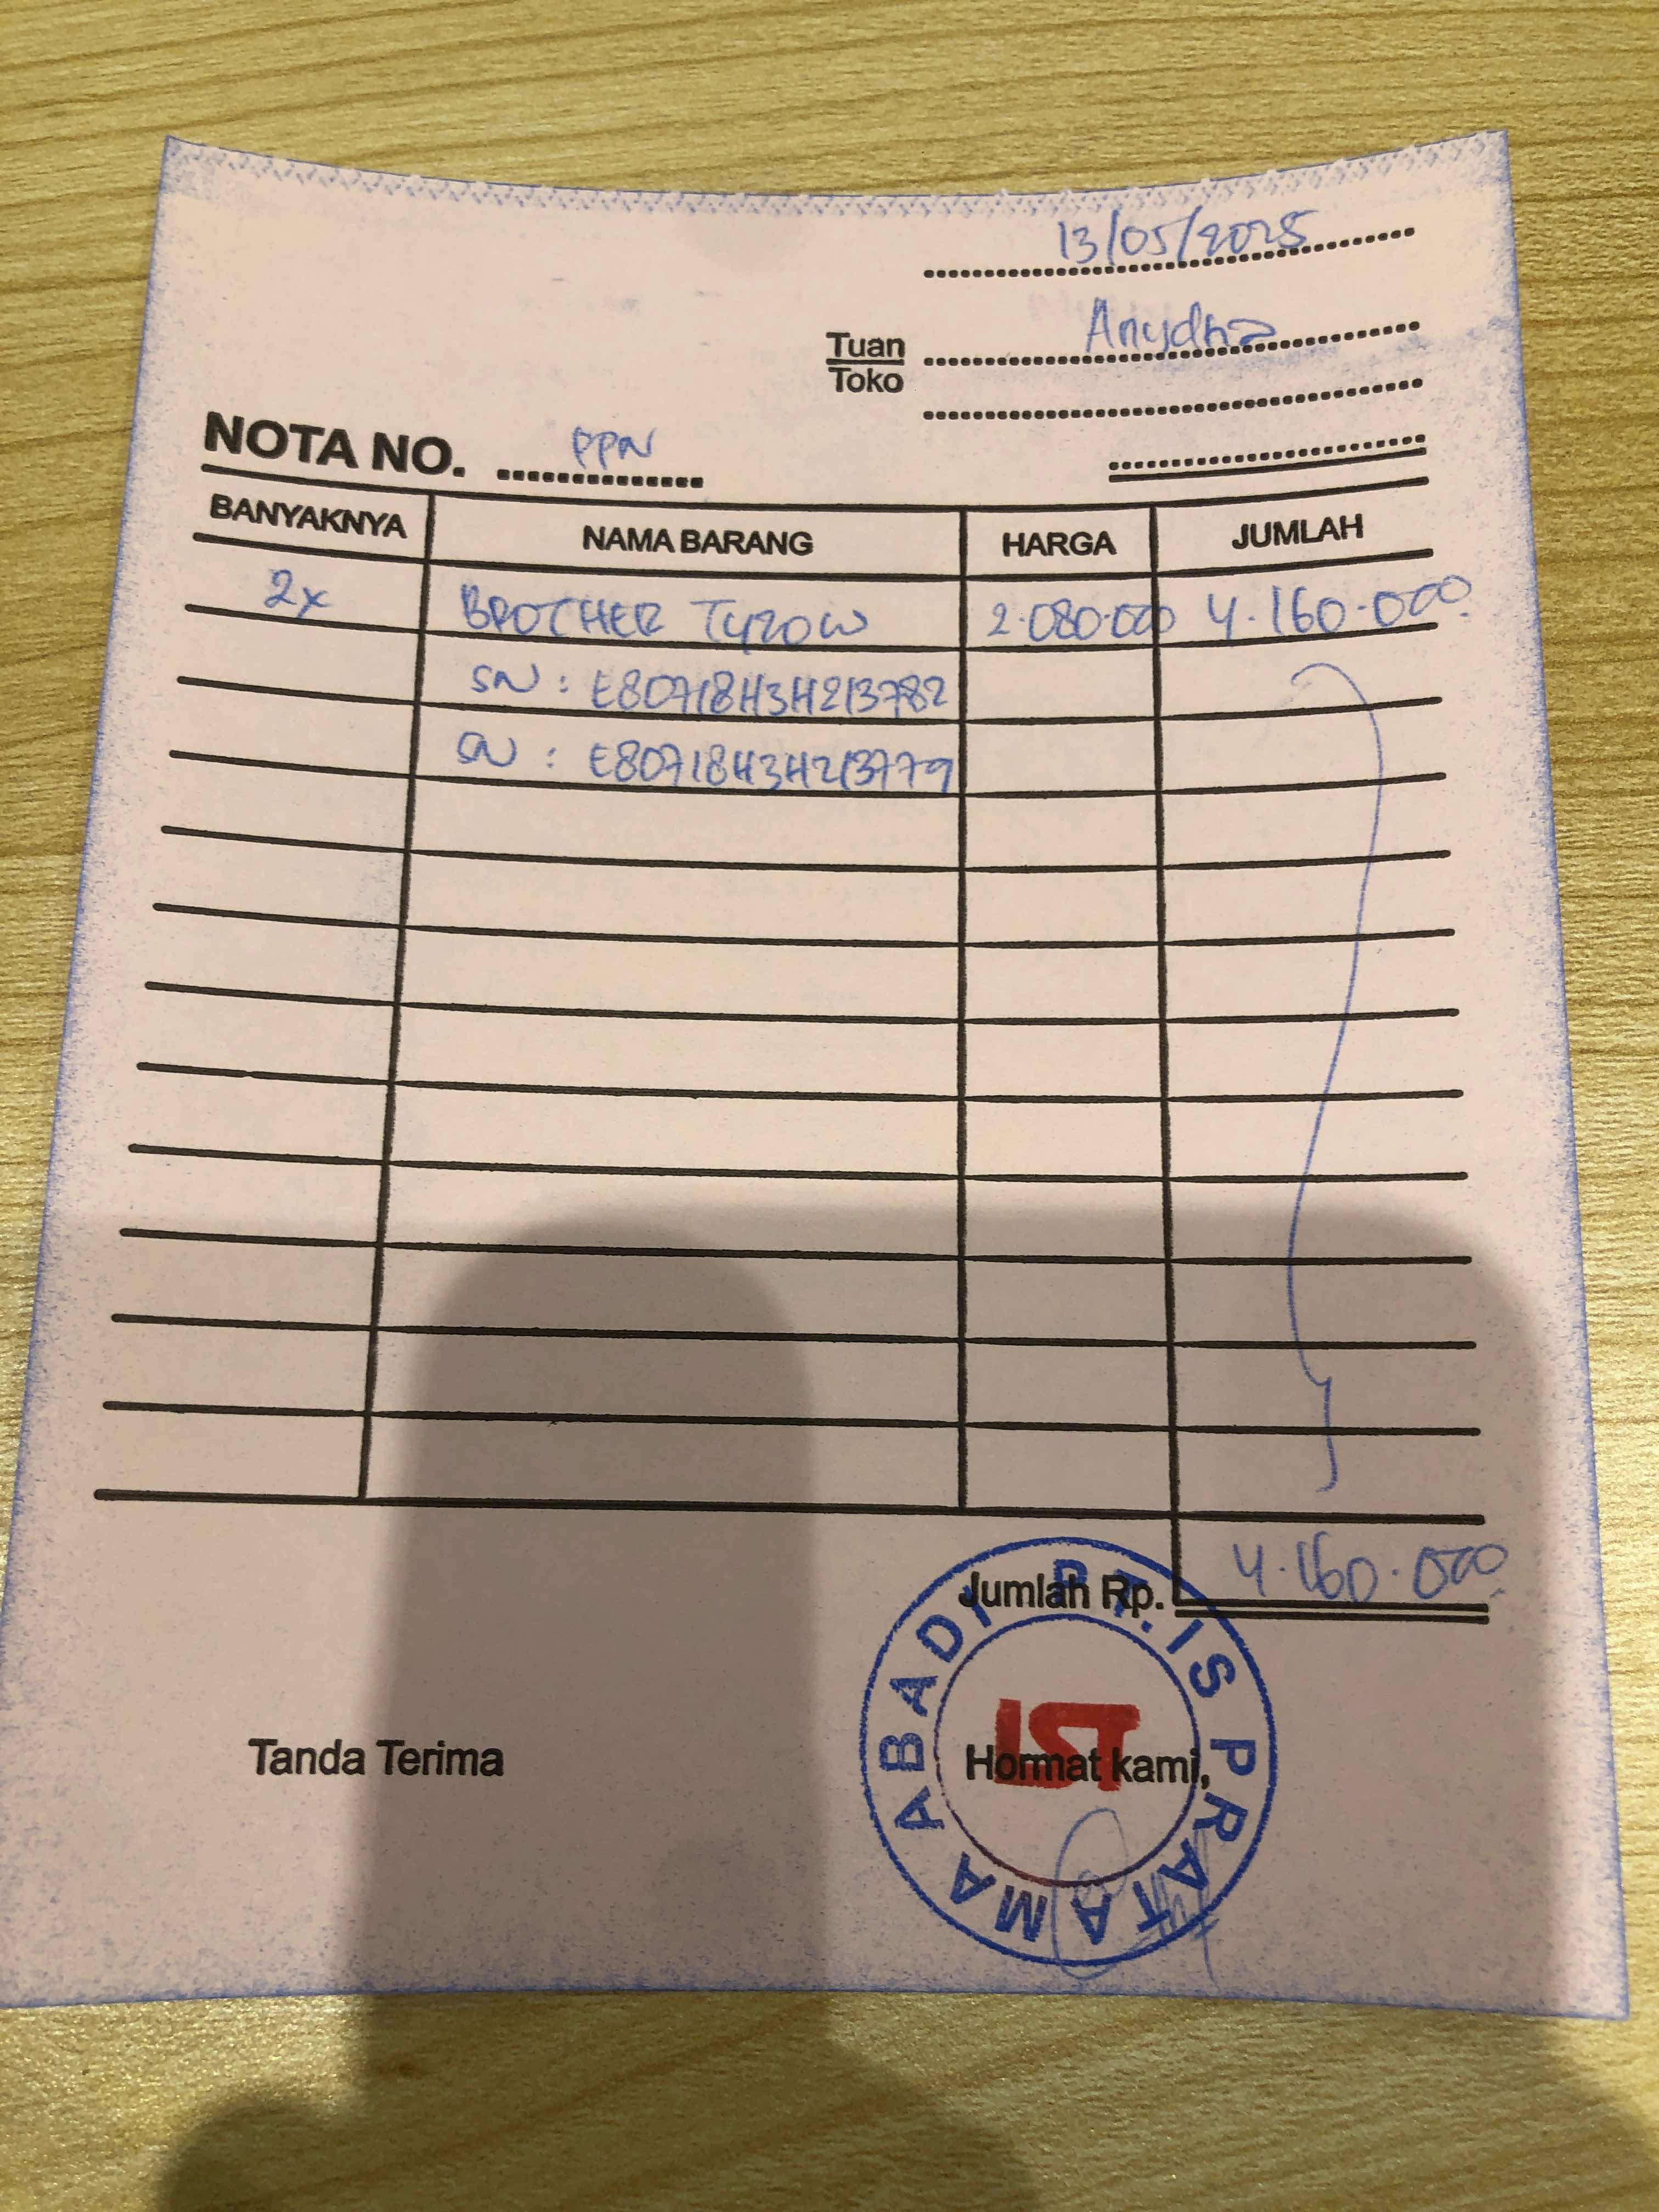 13/05/2025
Tuan
Toko
NOTA NO. PPN
BANYAKNYA NAMA BARANG HARGA JUMLAH
2x BROTHER T420W 2.080.000 4.160.000
SN : E80718H3H213782
SN : E80718H3H213779
Jumlah Rp. 4.160.000
Tanda Terima
Hormat kami,
PT. IS PRATAMA ABADI
IST